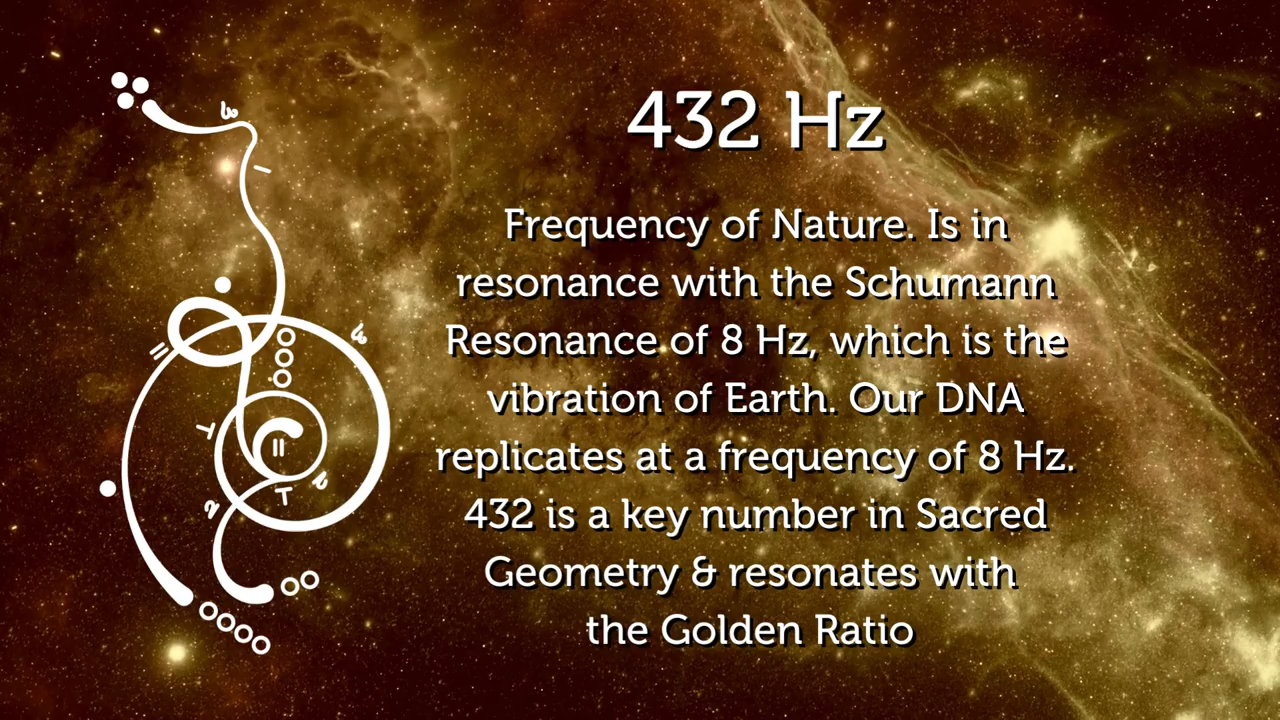 432 Hz
Frequency of Nature. Is in
resonance with the Schumann
Resonance of 8 Hz, which is the
vibration of Earth. Our DNA
replicates at a frequency of 8 Hz.
432 is a key number in Sacred
Geometry & resonates with
the Golden Ratio